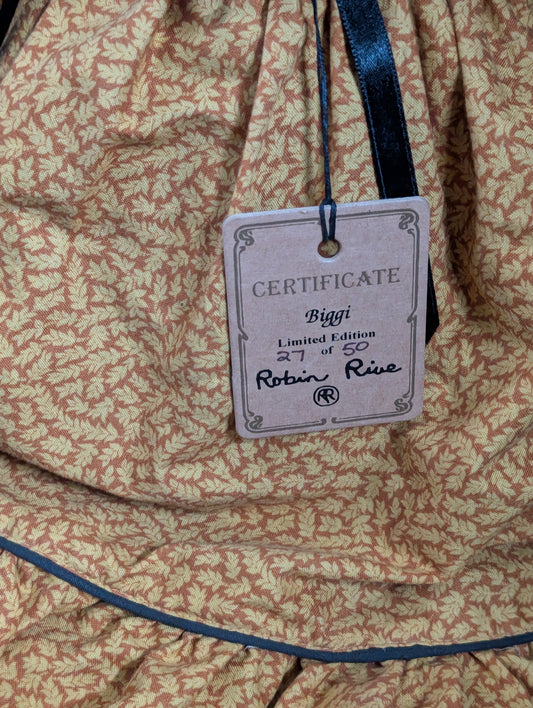 CERTIFICATE
Biggi
Limited Edition
27 of 50
Robin Rive
RR